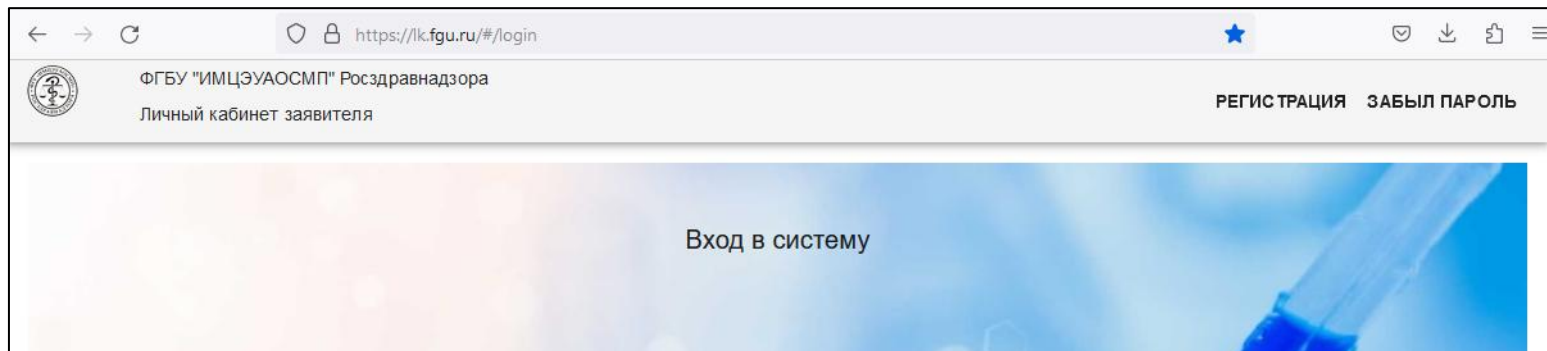 https://lk.fgu.ru/#/login
ФГБУ "ИМЦЭУАОСМП" Росздравнадзора
Личный кабинет заявителя
РЕГИСТРАЦИЯ ЗАБЫЛ ПАРОЛЬ
Вход в систему